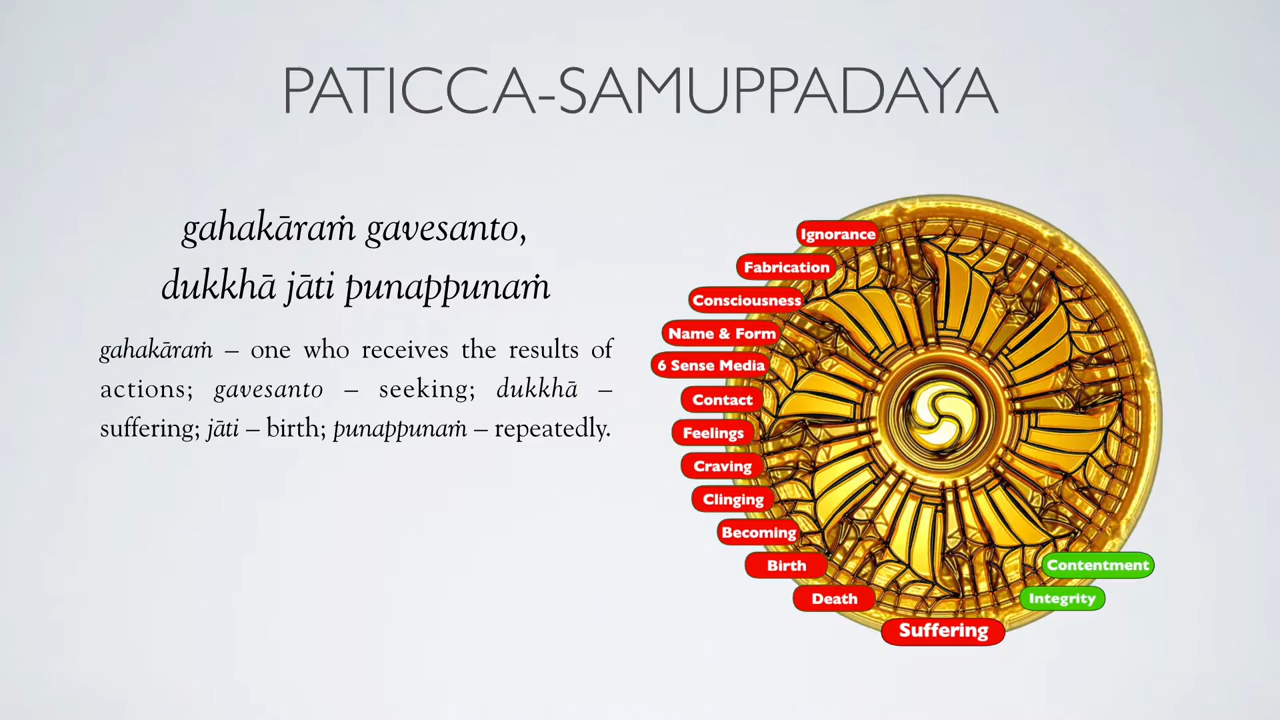 PATICCA-SAMUPPADAYA
gahakāraṁ gavesanto,
dukkhā jāti punappunaṁ
gahakāraṁ – one who receives the results of
actions; gavesanto – seeking; dukkhā –
suffering; jāti – birth; punappunaṁ – repeatedly.
Ignorance
Fabrication
Consciousness
Name & Form
6 Sense Media
Contact
Feelings
Craving
Clinging
Becoming
Birth
Death
Suffering
Integrity
Contentment